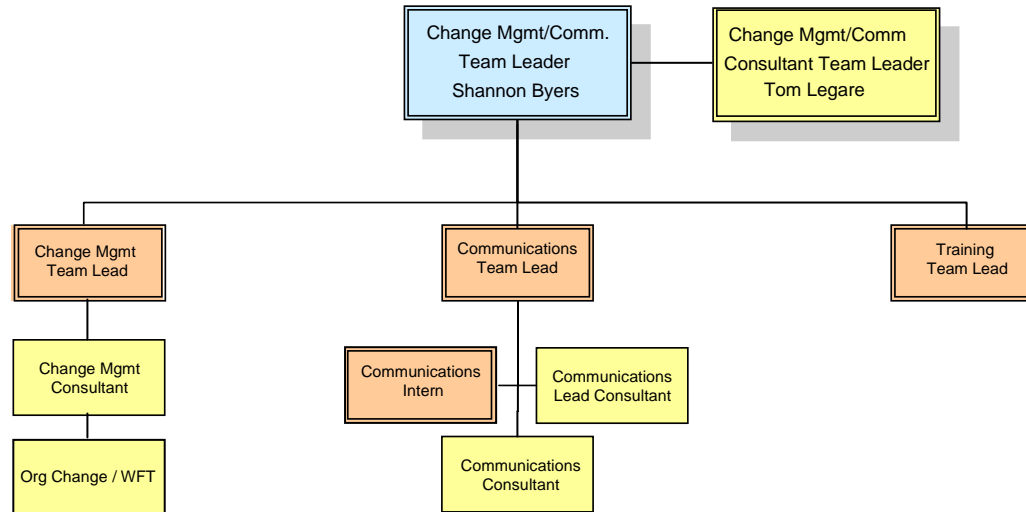 Change Mgmt/Comm.
Team Leader
Shannon Byers
Change Mgmt/Comm
Consultant Team Leader
Tom Legare
Change Mgmt
Team Lead
Communications
Team Lead
Training
Team Lead
Change Mgmt
Consultant
Communications
Intern
Communications
Lead Consultant
Org Change / WFT
Communications
Consultant